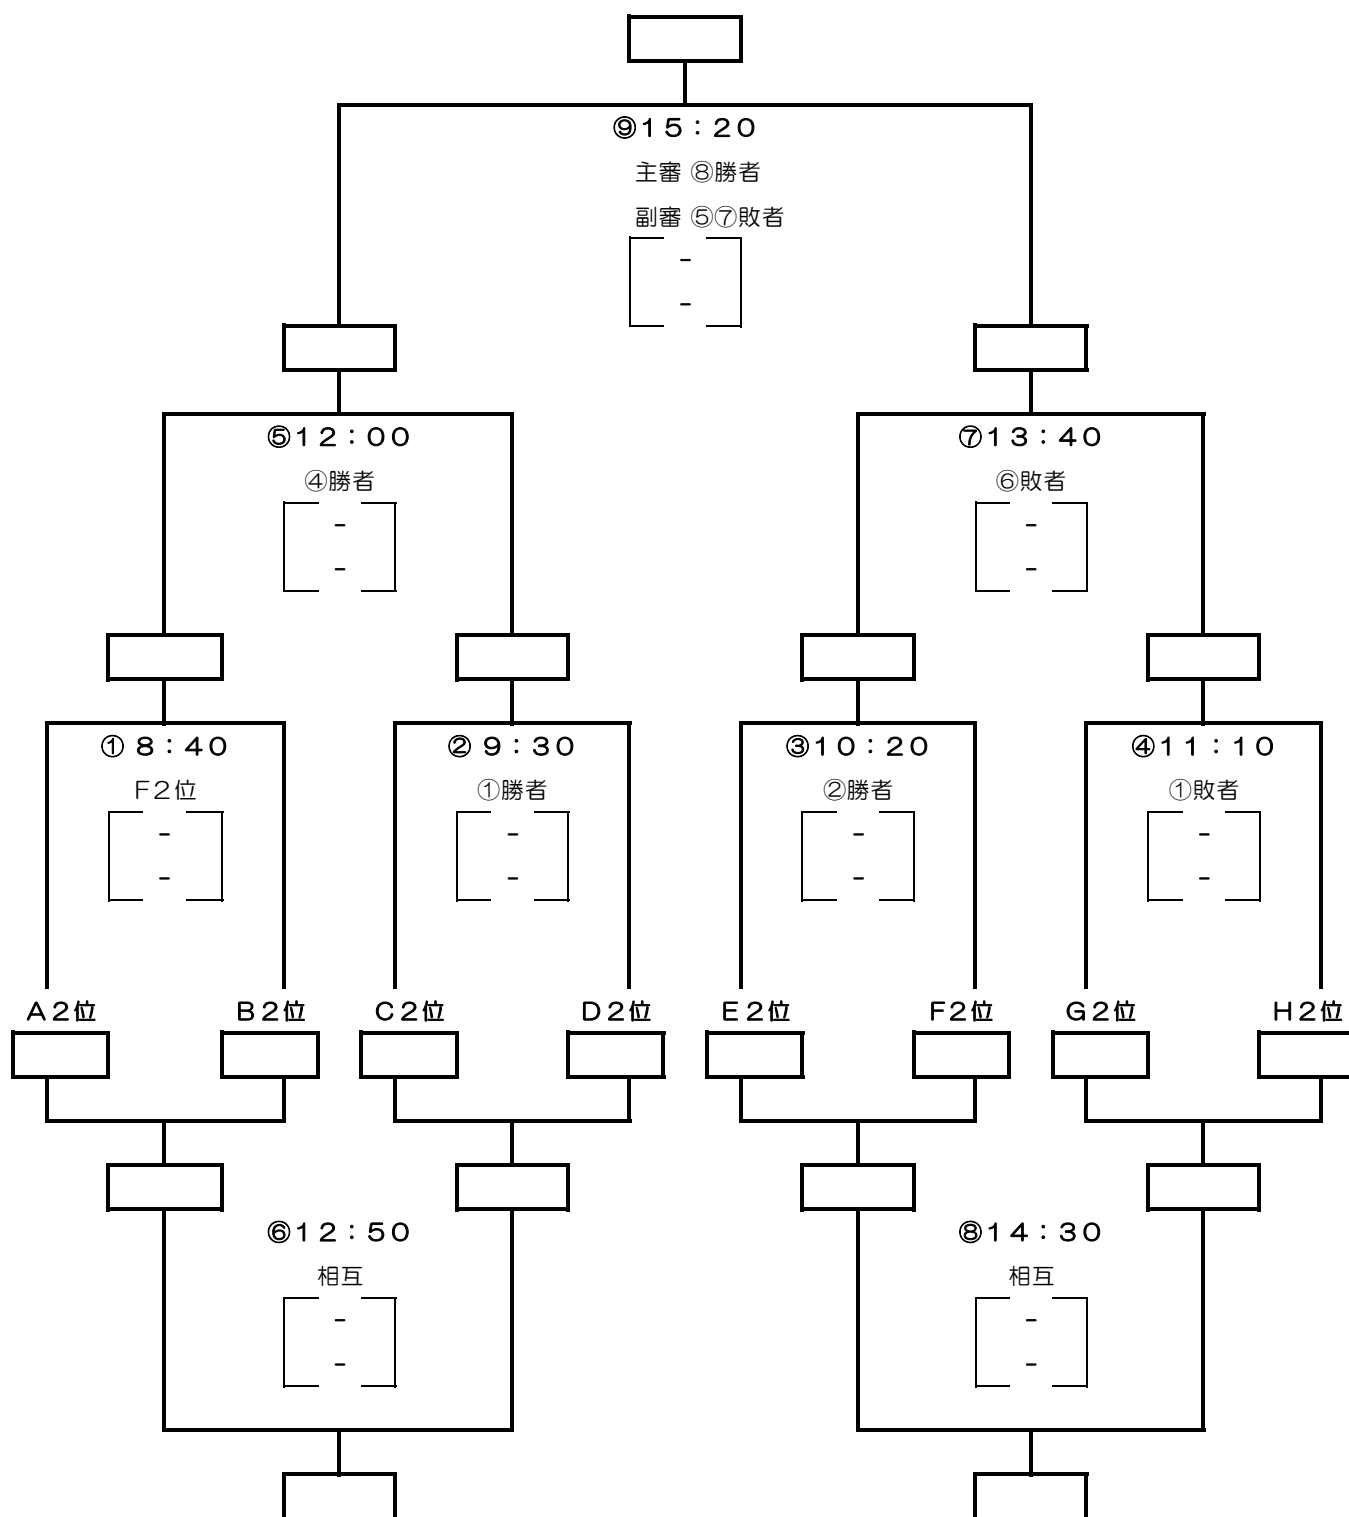 ⑨15：20
主審 ⑧勝者
副審 ⑤⑦敗者
-
-
⑤12：00
④勝者
-
-
⑦13：40
⑥敗者
-
-
① 8：40
F2位
-
-
② 9：30
①勝者
-
-
③10：20
②勝者
-
-
④11：10
①敗者
-
-
A2位
B2位
C2位
D2位
E2位
F2位
G2位
H2位
⑥12：50
相互
-
-
⑧14：30
相互
-
-